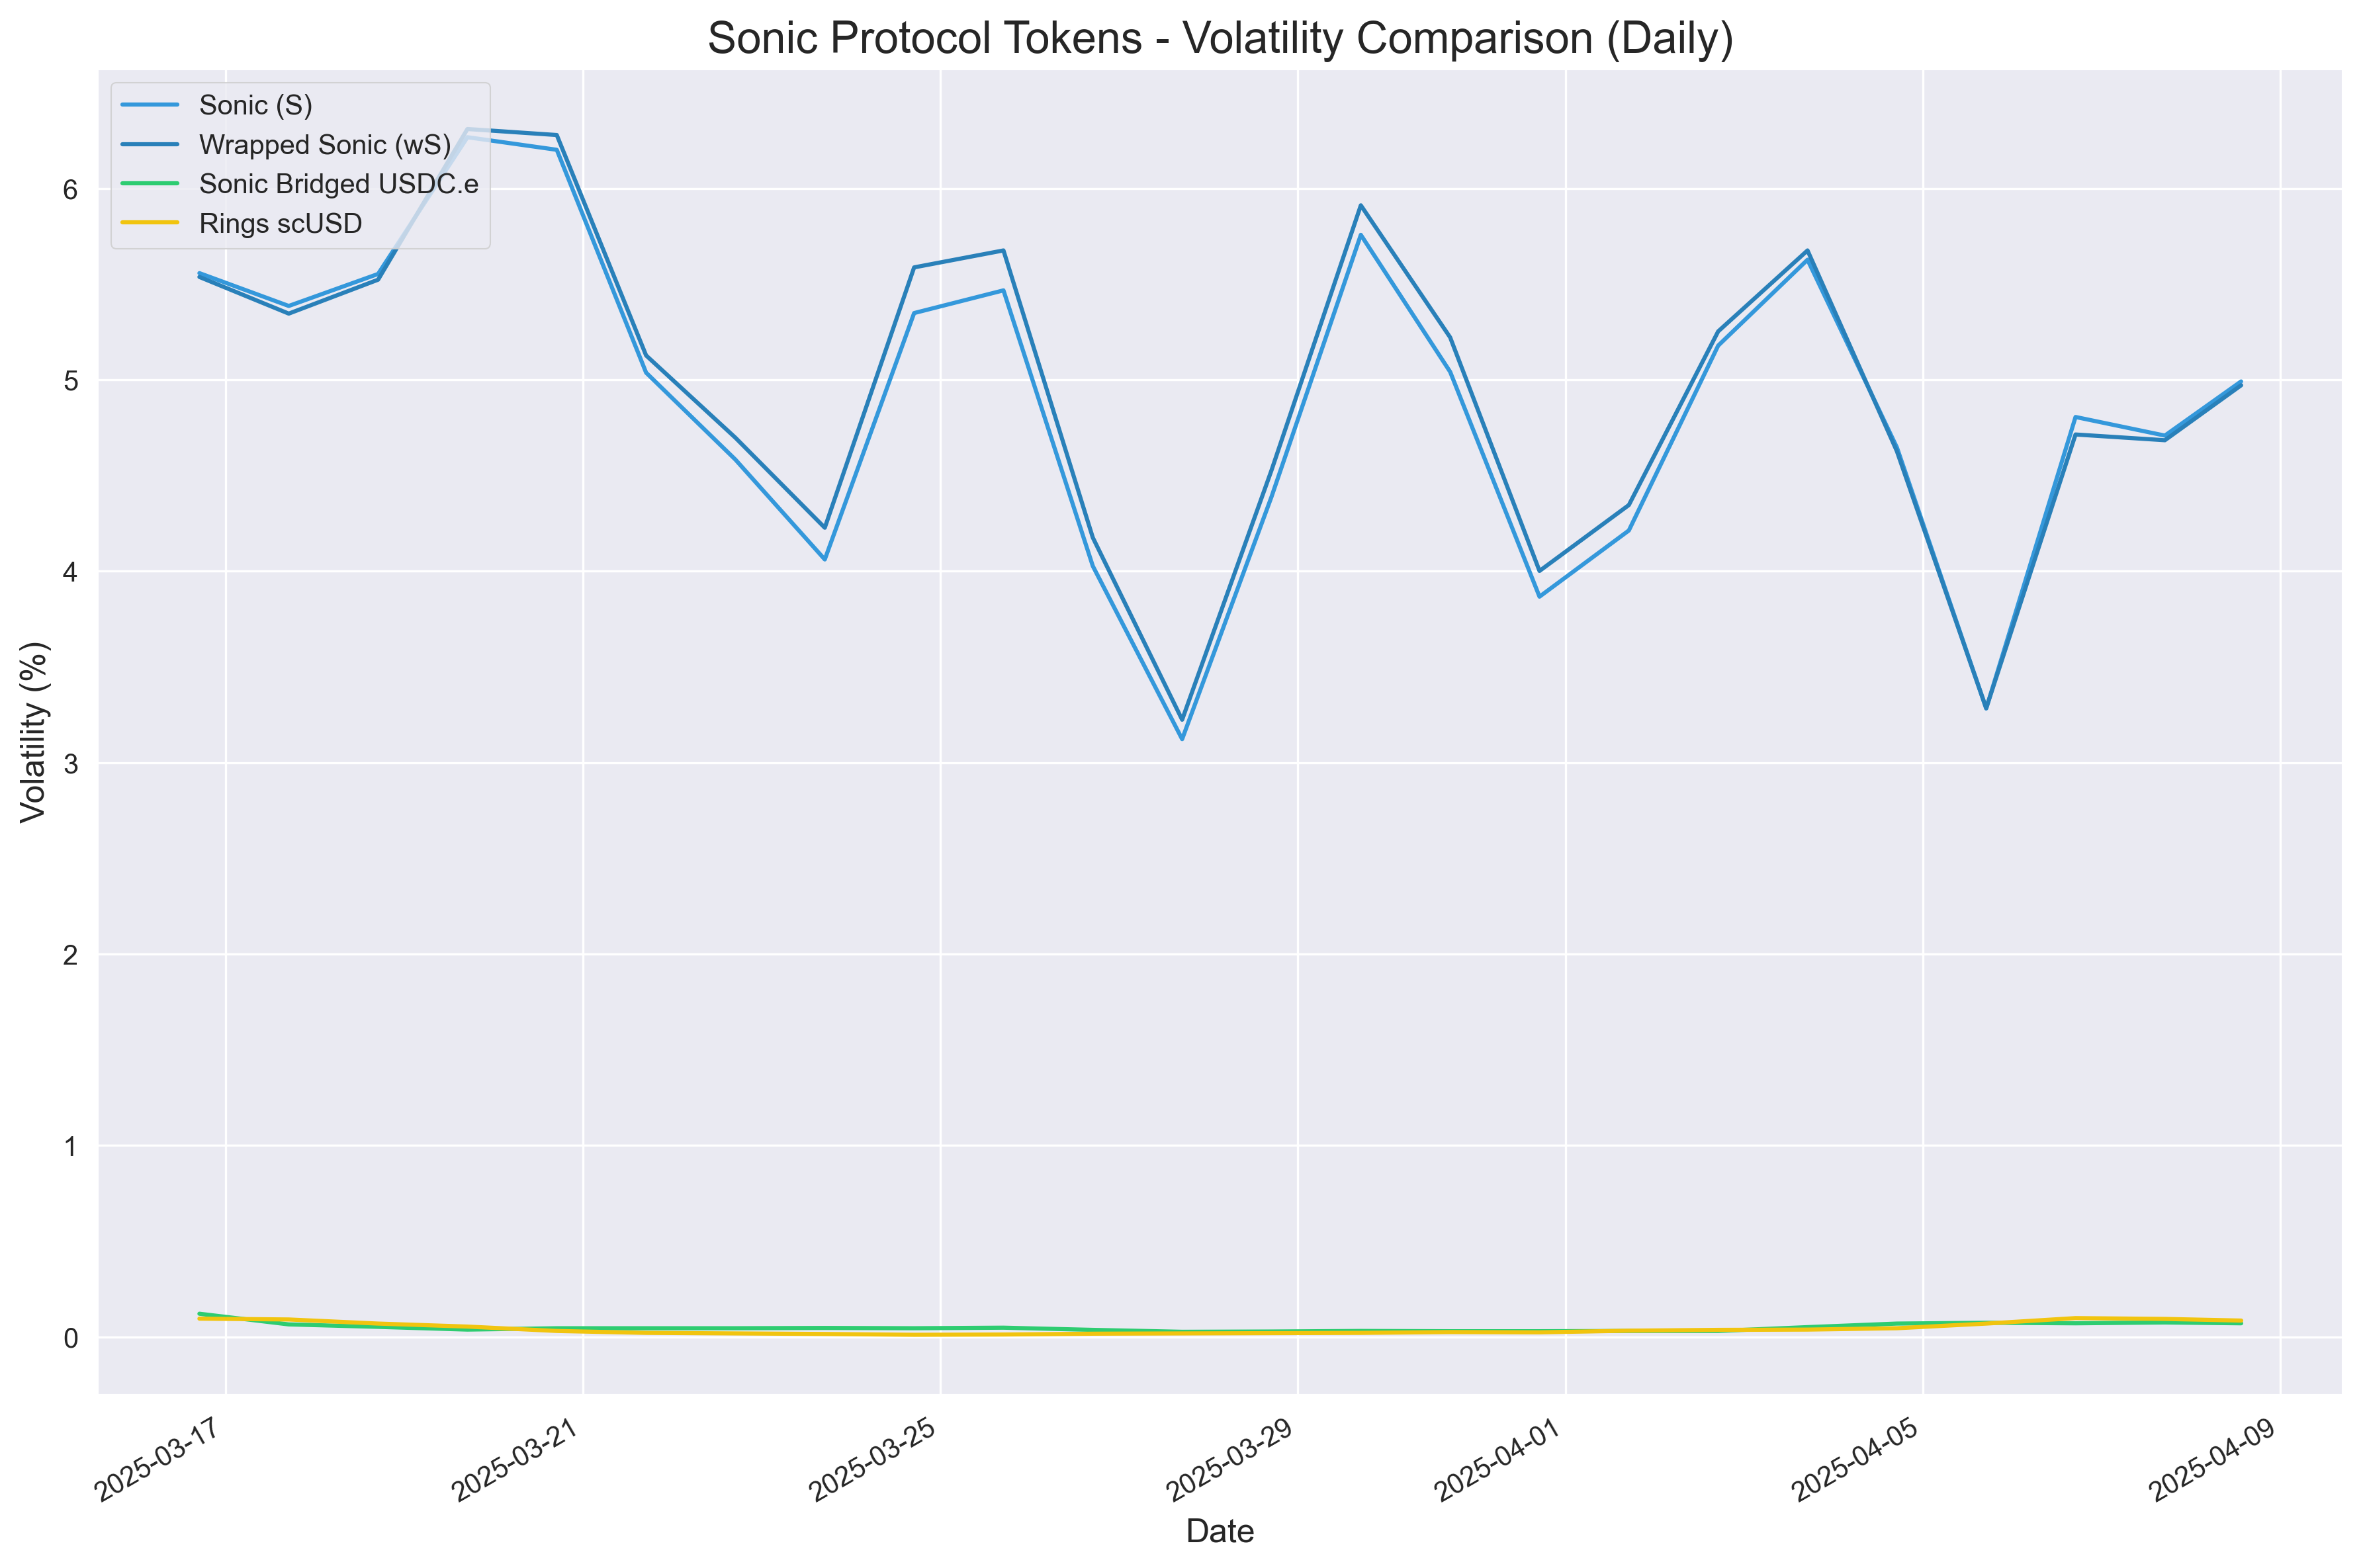 Sonic Protocol Tokens - Volatility Comparison (Daily)
Sonic (S)
Wrapped Sonic (wS)
Sonic Bridged USDC.e
Rings scUSD
Volatility (%)
6
5
4
3
2
1
0
2025-03-17
2025-03-21
2025-03-25
2025-03-29
2025-04-01
2025-04-05
2025-04-09
Date